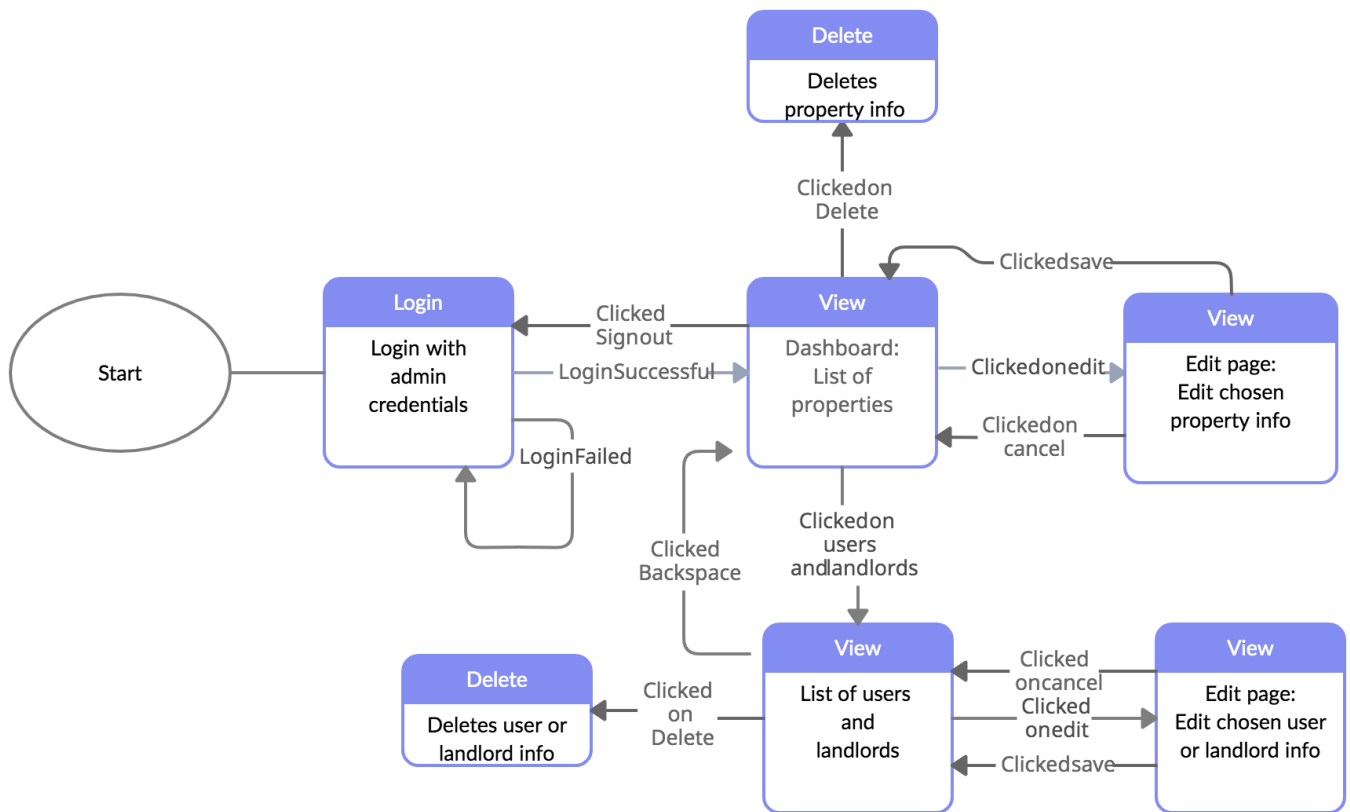 Delete
Deletes
property info
Clickedon
Delete
Clickedsave
Start
Login
Login with
admin
credentials
Clicked
Signout
LoginSuccessful
LoginFailed
View
Dashboard:
List of
properties
Clickedonedit
Clickedon
cancel
View
Edit page:
Edit chosen
property info
Clicked
Backspace
Clickedon
users
andlandlords
Delete
Deletes user or
landlord info
Clicked
on
Delete
View
List of users
and
landlords
Clicked
oncancel
Clicked
onedit
Clickedsave
View
Edit page:
Edit chosen user
or landlord info